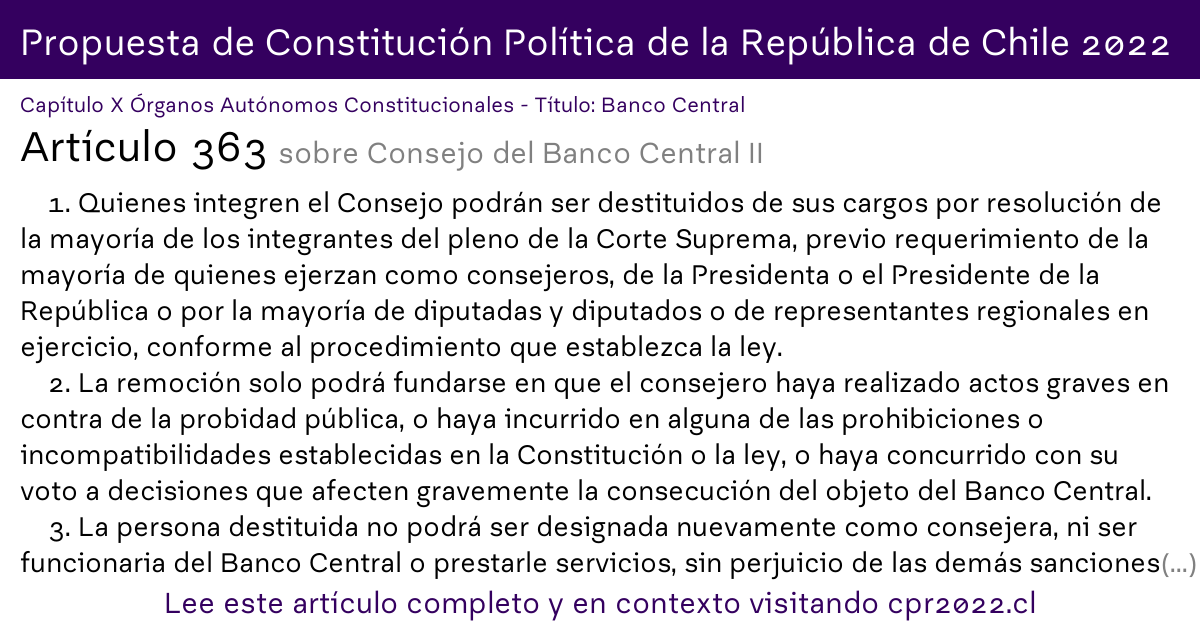 Propuesta de Constitución Política de la República de Chile 2022
Capítulo X Órganos Autónomos Constitucionales - Título: Banco Central
Artículo 363 sobre Consejo del Banco Central II
1. Quienes integren el Consejo podrán ser destituidos de sus cargos por resolución de
la mayoría de los integrantes del pleno de la Corte Suprema, previo requerimiento de la
mayoría de quienes ejerzan como consejeros, de la Presidenta o el Presidente de la
República o por la mayoría de diputadas y diputados o de representantes regionales en
ejercicio, conforme al procedimiento que establezca la ley.
2. La remoción solo podrá fundarse en que el consejero haya realizado actos graves en
contra de la probidad pública, o haya incurrido en alguna de las prohibiciones o
incompatibilidades establecidas en la Constitución o la ley, o haya concurrido con su
voto a decisiones que afecten gravemente la consecución del objeto del Banco Central.
3. La persona destituida no podrá ser designada nuevamente como consejera, ni ser
funcionaria del Banco Central o prestarle servicios, sin perjuicio de las demás sanciones(...)
Lee este artículo completo y en contexto visitando cpr2022.cl